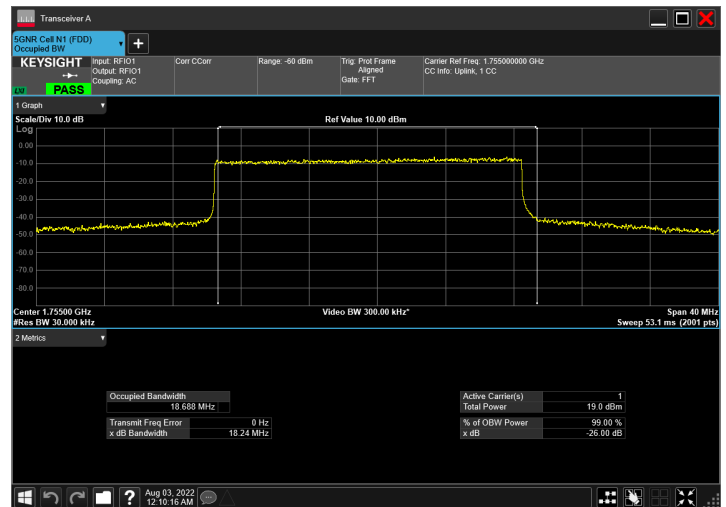 Transceiver A
5GNR Cell N1 (FDD)
Occupied BW
KEYSIGHT
LXI
PASS
Input: RFIO1
Output: RFIO1
Coupling: AC
Corr CCorr
Range: -60 dBm
Trig: Prot Frame
Aligned
Gate: FFT
Carrier Ref Freq: 1.755000000 GHz
CC Info: Uplink, 1 CC
1 Graph
Scale/Div 10.0 dB
Ref Value 10.00 dBm
Log
0.00
-10.0
-20.0
-30.0
-40.0
-50.0
-60.0
-70.0
-80.0
Center 1.75500 GHz
Video BW 300.00 kHz*
Span 40 MHz
#Res BW 30.000 kHz
Sweep 53.1 ms (2001 pts)
2 Metrics
Occupied Bandwidth
18.688 MHz
Transmit Freq Error 0 Hz
x dB Bandwidth 18.24 MHz
Active Carrier(s) 1
Total Power 19.0 dBm
% of OBW Power 99.00 %
x dB -26.00 dB
?
Aug 03, 2022
12:10:16 AM